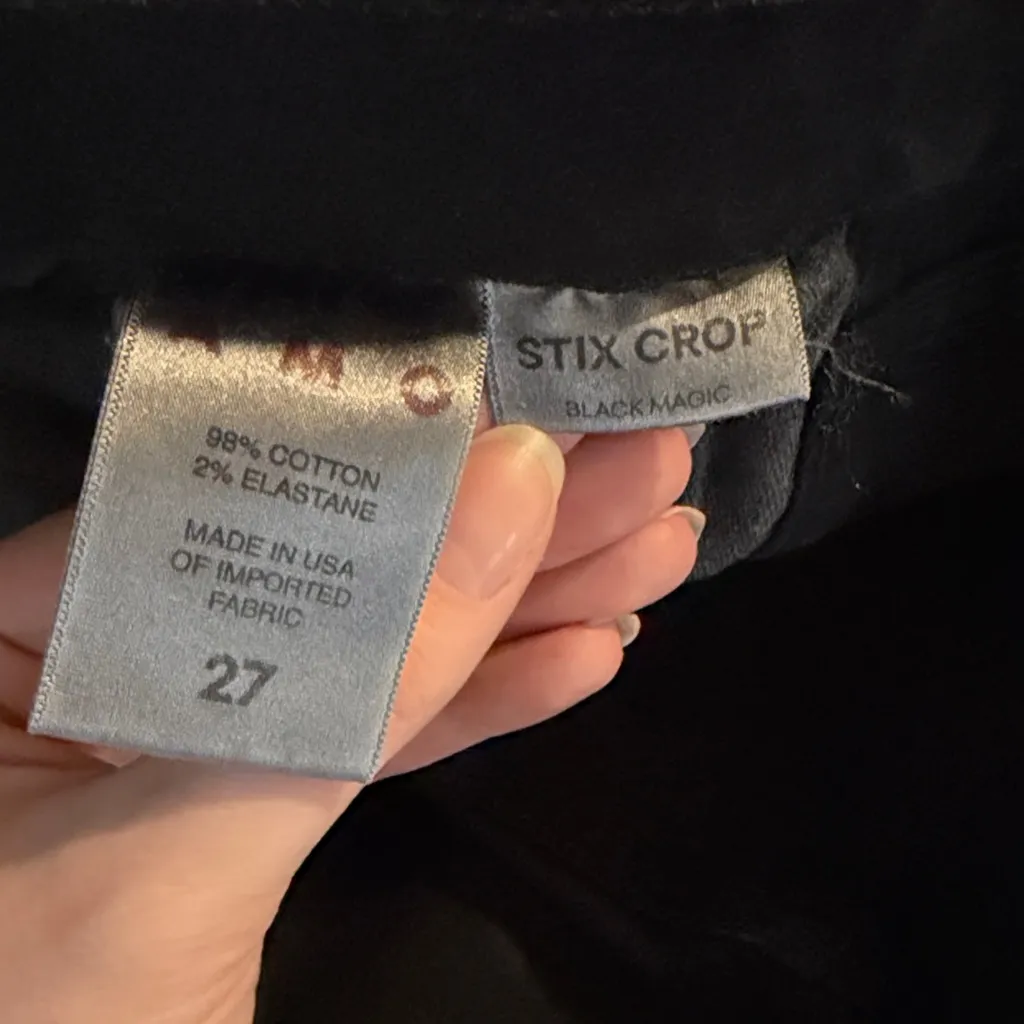 M C
98% COTTON
2% ELASTANE
MADE IN USA
OF IMPORTED
FABRIC
27
STIX CROP
BLACK MAGIC